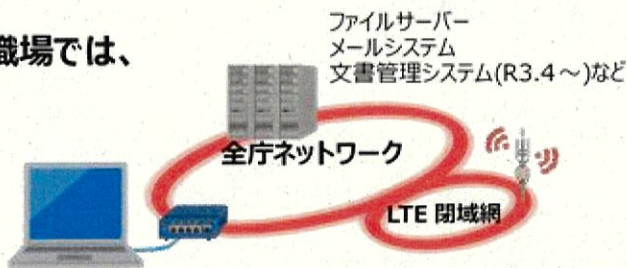 職場では、
ファイルサーバー
メールシステム
文書管理システム(R3.4～)など
全庁ネットワーク
LTE 閉域網